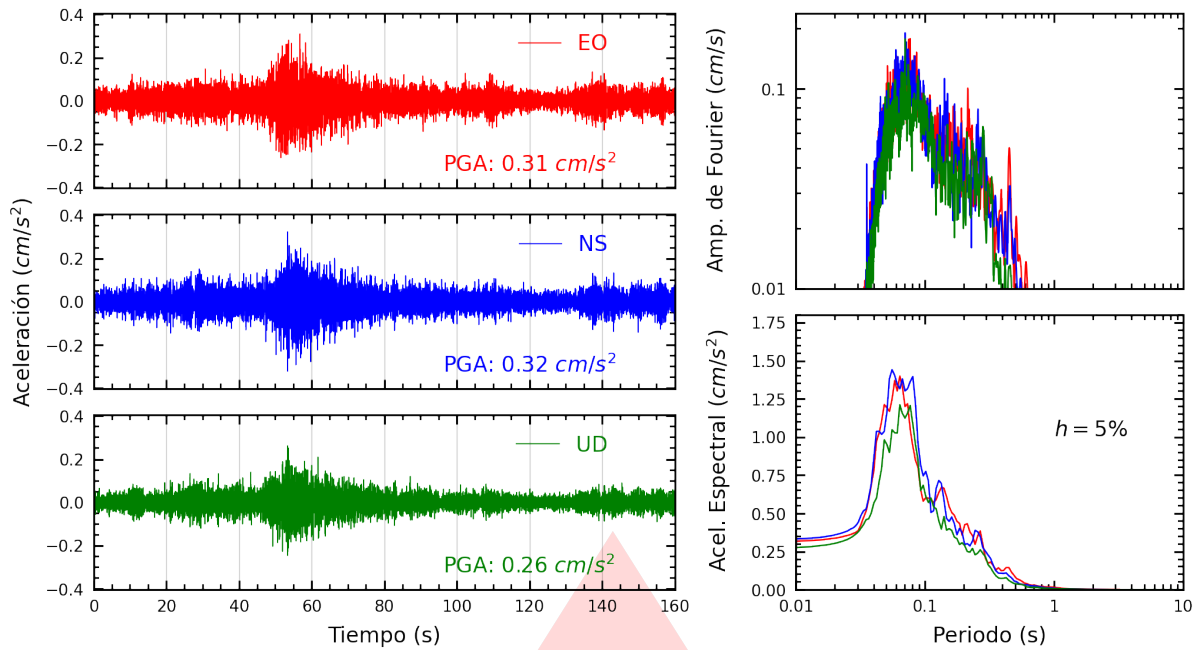 Aceleración (cm/s²)
0.4
0.2
0.0
−0.2
−0.4
EO
PGA: 0.31 cm/s²
0.4
0.2
0.0
−0.2
−0.4
NS
PGA: 0.32 cm/s²
0.4
0.2
0.0
−0.2
−0.4
UD
PGA: 0.26 cm/s²
0 20 40 60 80 100 120 140 160
Tiempo (s)
Amp. de Fourier (cm/s)
0.1
0.01
Acel. Espectral (cm/s²)
1.75
1.50
1.25
1.00
0.75
0.50
0.25
0.00
h = 5%
0.01 0.1 1 10
Periodo (s)